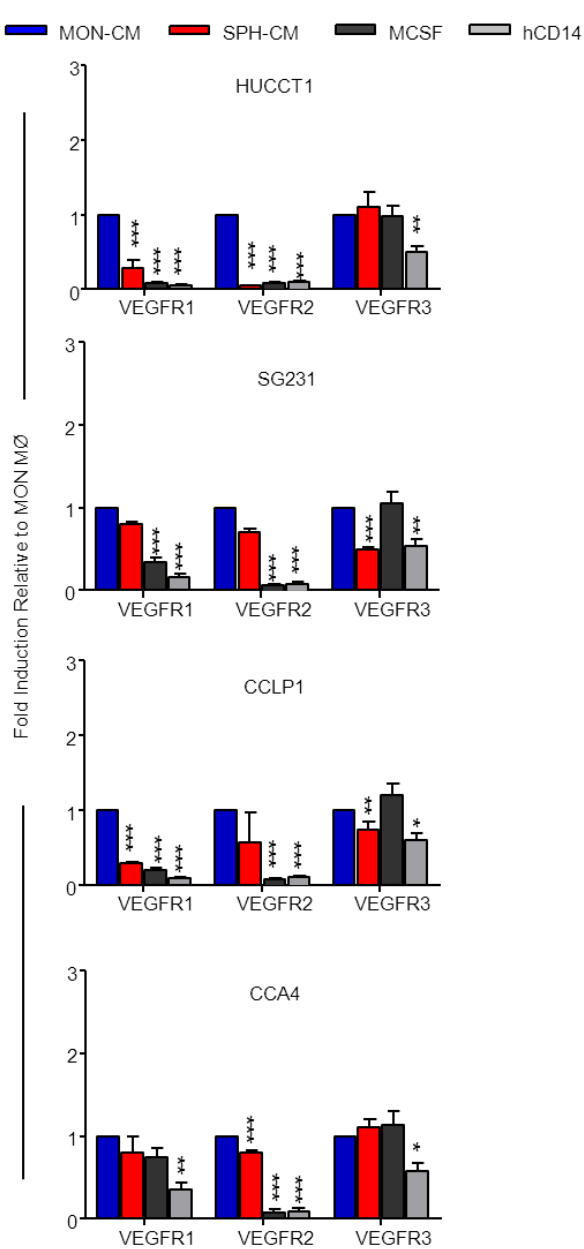 MON-CM SPH-CM MCSF hCD14
HUCCT1
3
2
1
0
*** *** *** *** *** *** **
VEGFR1 VEGFR2 VEGFR3
SG231
3
2
1
0
*** *** *** *** *** **
VEGFR1 VEGFR2 VEGFR3
CCLP1
3
2
1
0
*** *** *** *** *** ** *
VEGFR1 VEGFR2 VEGFR3
CCA4
3
2
1
0
** *** *** *** *
VEGFR1 VEGFR2 VEGFR3
Fold Induction Relative to MON MØ